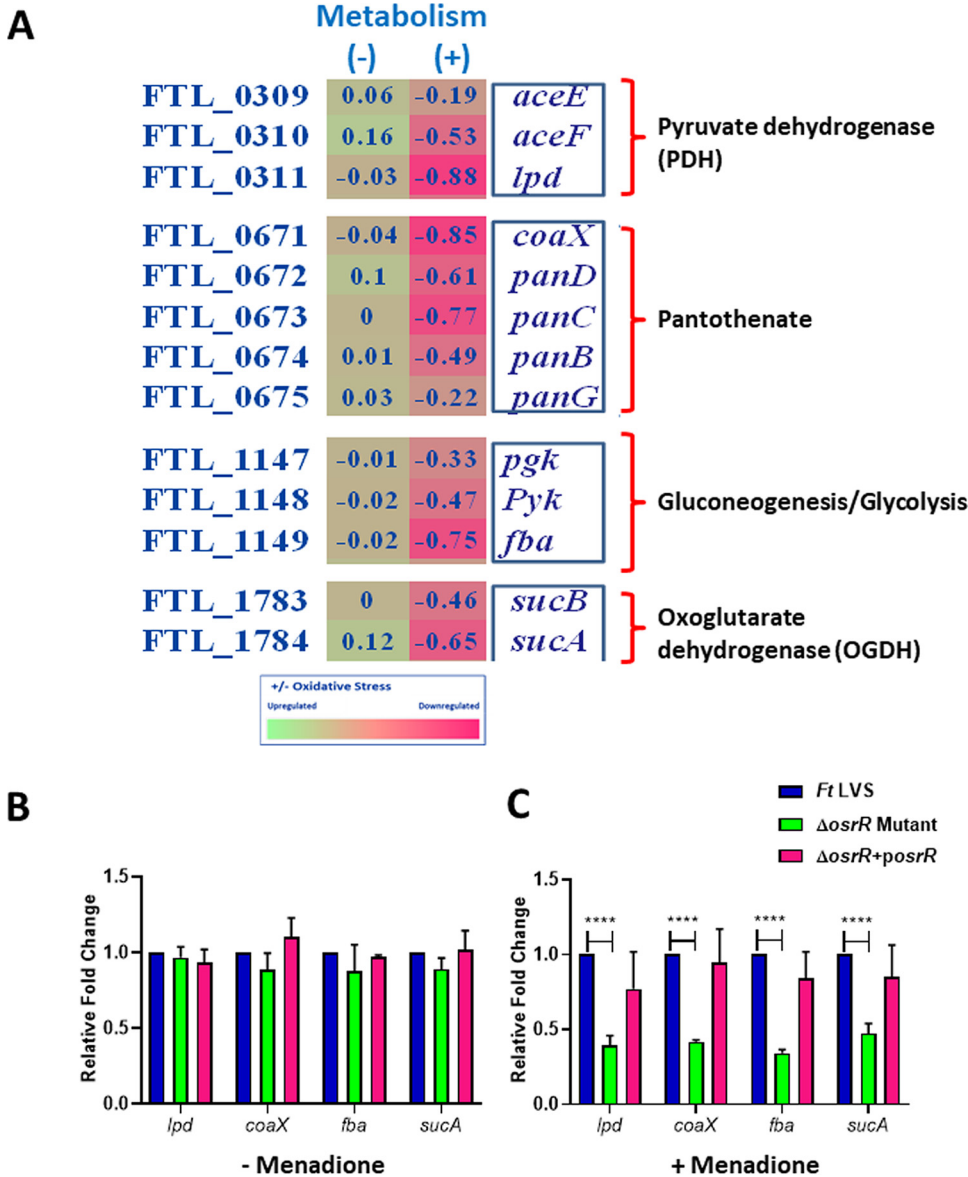 A
Metabolism
(-) (+)
FTL_0309 0.06 -0.19 aceE
FTL_0310 0.16 -0.53 aceF
FTL_0311 -0.03 -0.88 lpd
Pyruvate dehydrogenase
(PDH)
FTL_0671 -0.04 -0.85 coaX
FTL_0672 0.1 -0.61 panD
FTL_0673 0 -0.77 panC
FTL_0674 0.01 -0.49 panB
FTL_0675 0.03 -0.22 panG
Pantothenate
FTL_1147 -0.01 -0.33 pgk
FTL_1148 -0.02 -0.47 Pyk
FTL_1149 -0.02 -0.75 fba
Gluconeogenesis/Glycolysis
FTL_1783 0 -0.46 sucB
FTL_1784 0.12 -0.65 sucA
Oxoglutarate
dehydrogenase (OGDH)
+/- Oxidative Stress
Upregulated Downregulated
B
Relative Fold Change
1.5
1.0
0.5
0.0
lpd coaX fba sucA
- Menadione
C
Ft LVS
ΔosrR Mutant
ΔosrR+posrR
Relative Fold Change
1.5
1.0
0.5
0.0
**** **** **** ****
lpd coaX fba sucA
+ Menadione